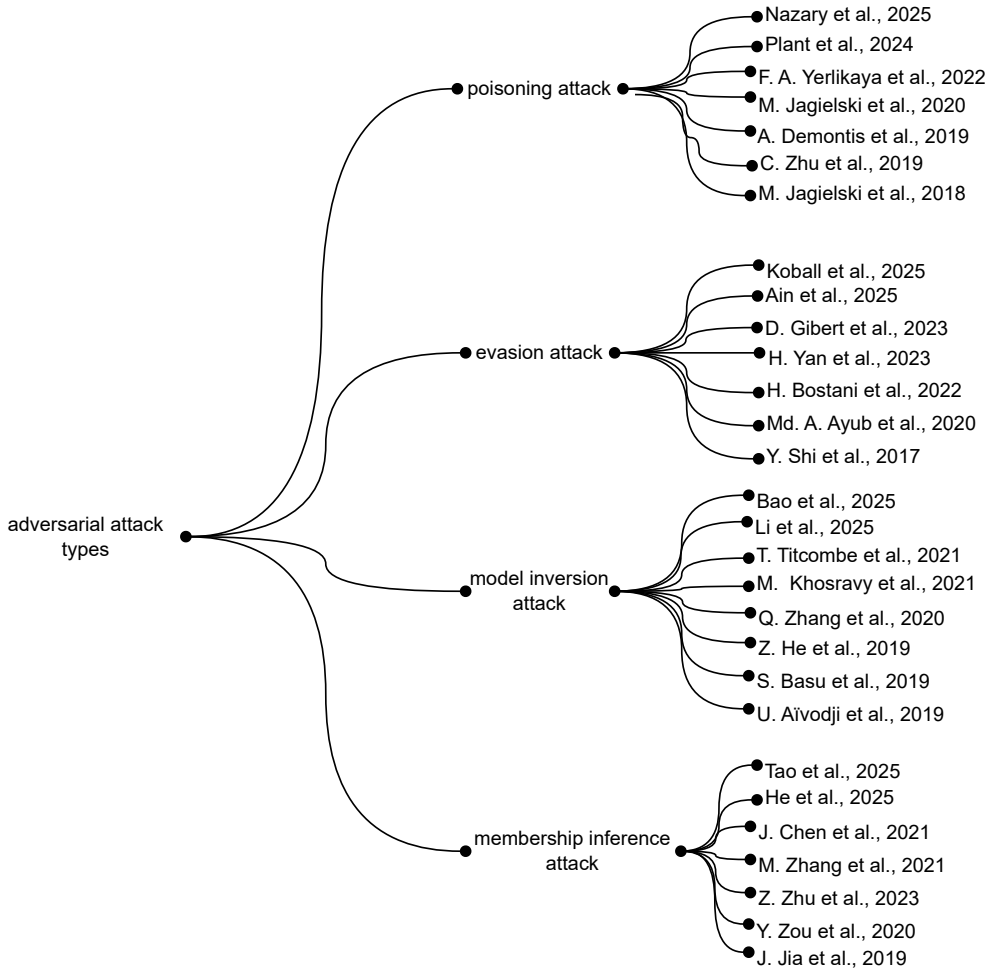 adversarial attack
types
poisoning attack
Nazary et al., 2025
Plant et al., 2024
F. A. Yerlikaya et al., 2022
M. Jagielski et al., 2020
A. Demontis et al., 2019
C. Zhu et al., 2019
M. Jagielski et al., 2018
evasion attack
Koball et al., 2025
Ain et al., 2025
D. Gibert et al., 2023
H. Yan et al., 2023
H. Bostani et al., 2022
Md. A. Ayub et al., 2020
Y. Shi et al., 2017
model inversion
attack
Bao et al., 2025
Li et al., 2025
T. Titcombe et al., 2021
M.  Khosravy et al., 2021
Q. Zhang et al., 2020
Z. He et al., 2019
S. Basu et al., 2019
U. Aïvodji et al., 2019
membership inference
attack
Tao et al., 2025
He et al., 2025
J. Chen et al., 2021
M. Zhang et al., 2021
Z. Zhu et al., 2023
Y. Zou et al., 2020
J. Jia et al., 2019